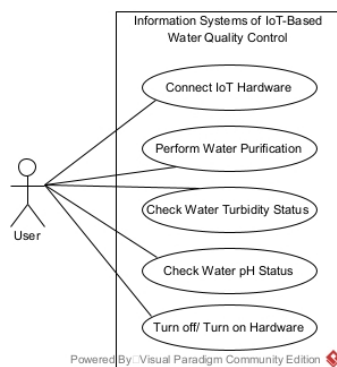 Information Systems of IoT-Based
Water Quality Control
Connect IoT Hardware
Perform Water Purification
Check Water Turbidity Status
User
Check Water pH Status
Turn off/ Turn on Hardware
Powered By Visual Paradigm Community Edition